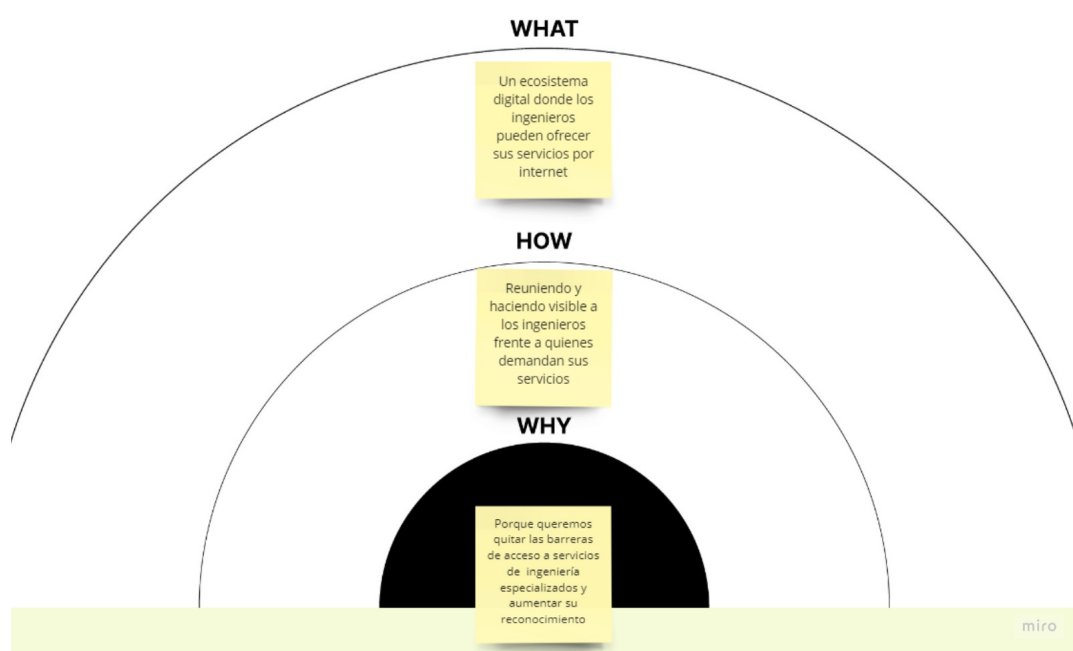 WHAT
Un ecosistema
digital donde los
ingenieros
pueden ofrecer
sus servicios por
internet
HOW
Reuniendo y
haciendo visible a
los ingenieros
frente a quienes
demandan sus
servicios
WHY
Porque queremos
quitar las barreras
de acceso a servicios
de ingeniería
especializados y
aumentar su
reconocimiento
miro